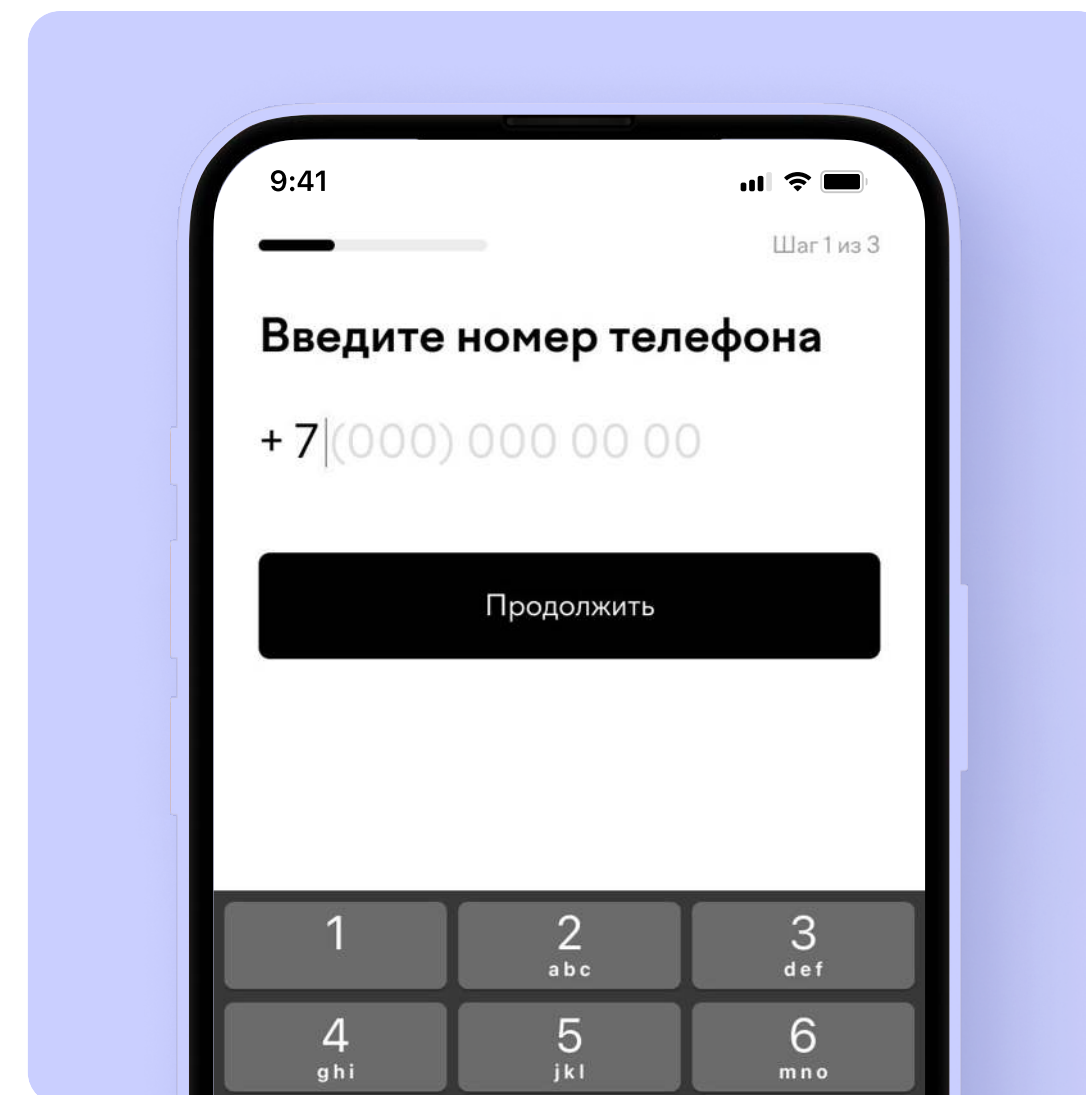 9:41
Шаг 1 из 3
Введите номер телефона
+ 7 (000) 000 00 00
Продолжить
1 2 3
abc def
4 5 6
ghi jkl mno